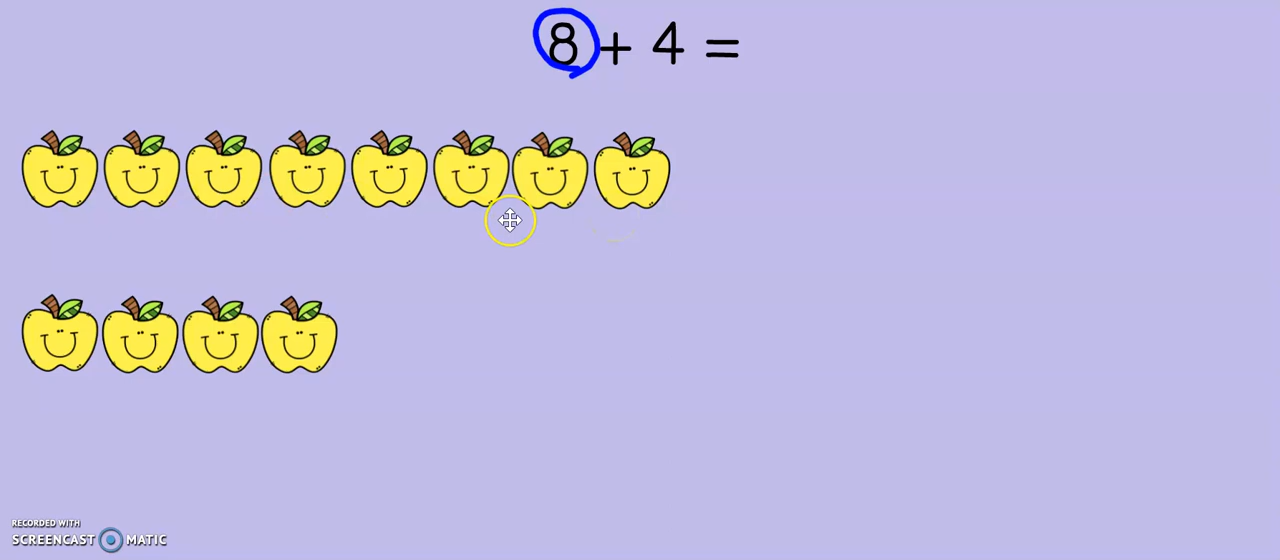 8 + 4 =
RECORDED WITH
SCREENCAST MATIC